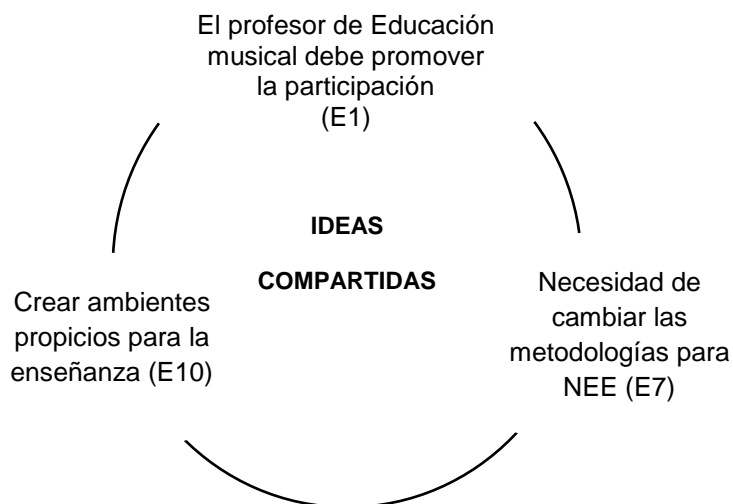 El profesor de Educación
musical debe promover
la participación
(E1)
IDEAS
COMPARTIDAS
Crear ambientes
propicios para la
enseñanza (E10)
Necesidad de
cambiar las
metodologías para
NEE (E7)